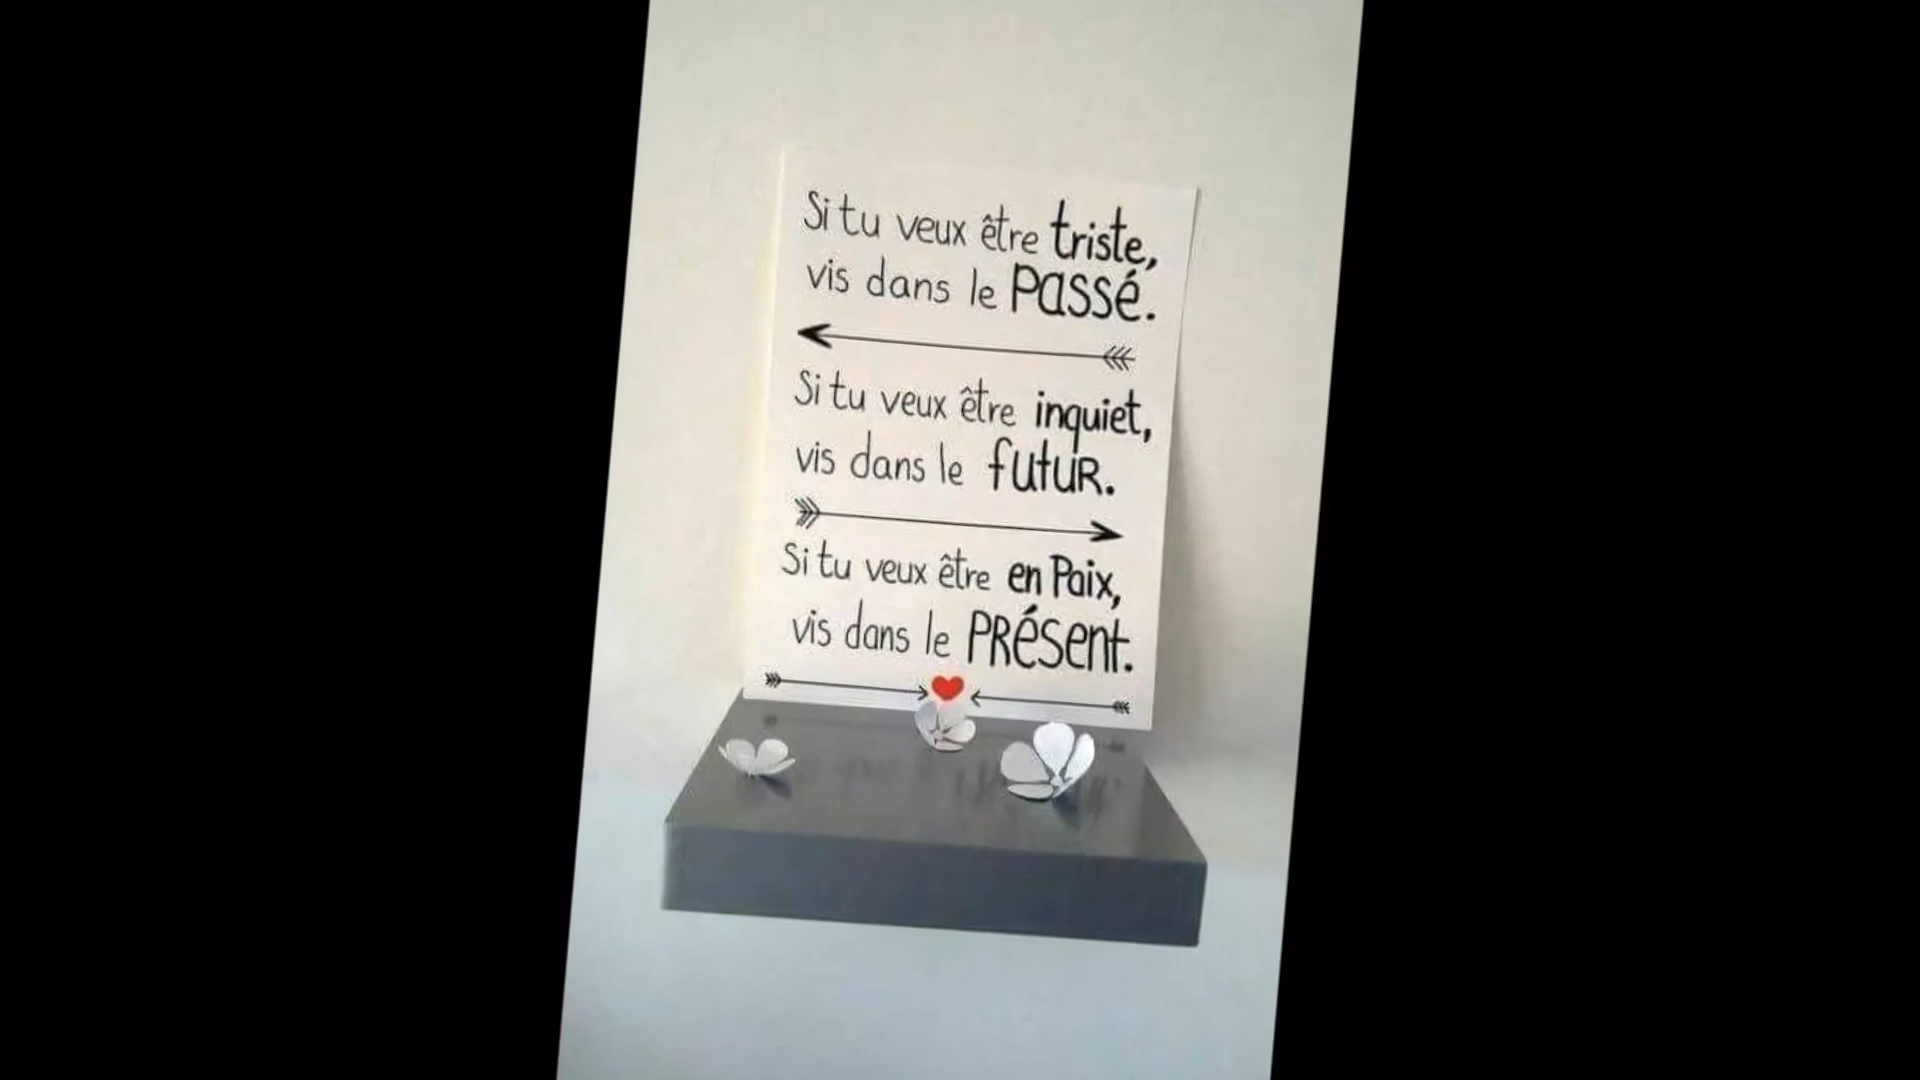 Si tu veux être triste,
vis dans le Passé.
Si tu veux être inquiet,
vis dans le futur.
Si tu veux être en Paix,
vis dans le PRésent.